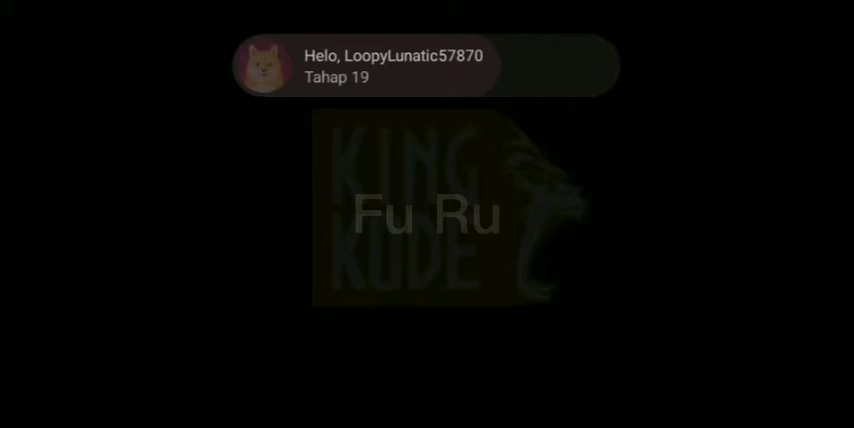 Helo, LoopyLunatic57870
Tahap 19
KING
Fu Ru
KUDE